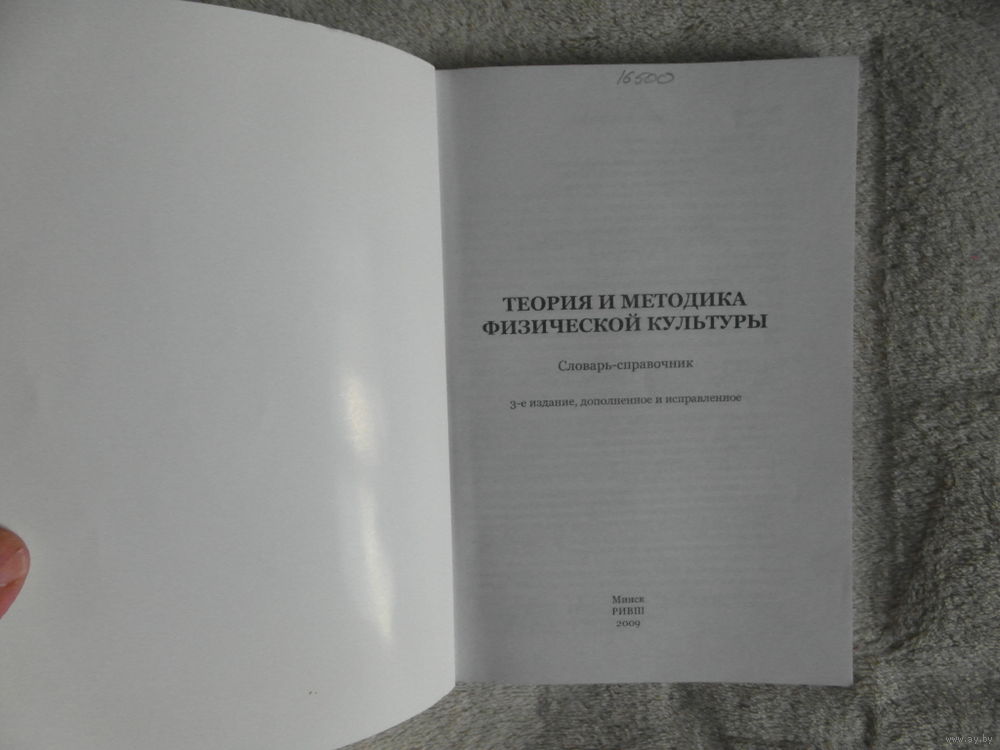 16500
ТЕОРИЯ И МЕТОДИКА
ФИЗИЧЕСКОЙ КУЛЬТУРЫ
Словарь-справочник
3-е издание, дополненное и исправленное
Минск
РИВШ
2009
www.ay.by